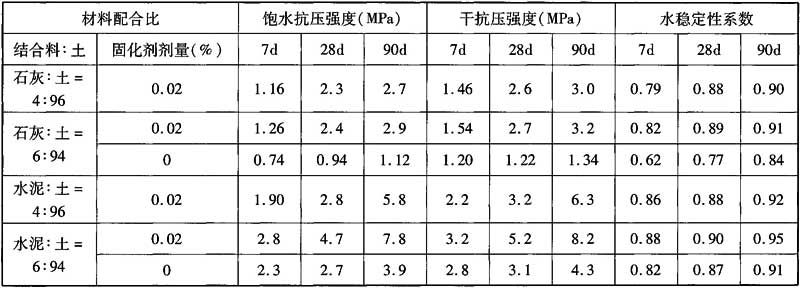 材料配合比 饱水抗压强度(MPa) 干抗压强度(MPa) 水稳定性系数
结合料:土 固化剂剂量(%) 7d 28d 90d 7d 28d 90d 7d 28d 90d
石灰:土=
4:96 0.02 1.16 2.3 2.7 1.46 2.6 3.0 0.79 0.88 0.90
石灰:土=
6:94
0.02 1.26 2.4 2.9 1.54 2.7 3.2 0.82 0.89 0.91
0 0.74 0.94 1.12 1.20 1.22 1.34 0.62 0.77 0.84
水泥:土=
4:96 0.02 1.90 2.8 5.8 2.2 3.2 6.3 0.86 0.88 0.92
水泥:土=
6:94
0.02 2.8 4.7 7.8 3.2 5.2 8.2 0.88 0.90 0.95
0 2.3 2.7 3.9 2.8 3.1 4.3 0.82 0.87 0.91